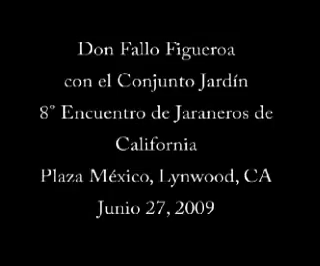 Don Fallo Figueroa
con el Conjunto Jardín
8º Encuentro de Jaraneros de
California
Plaza México, Lynwood, CA
Junio 27, 2009